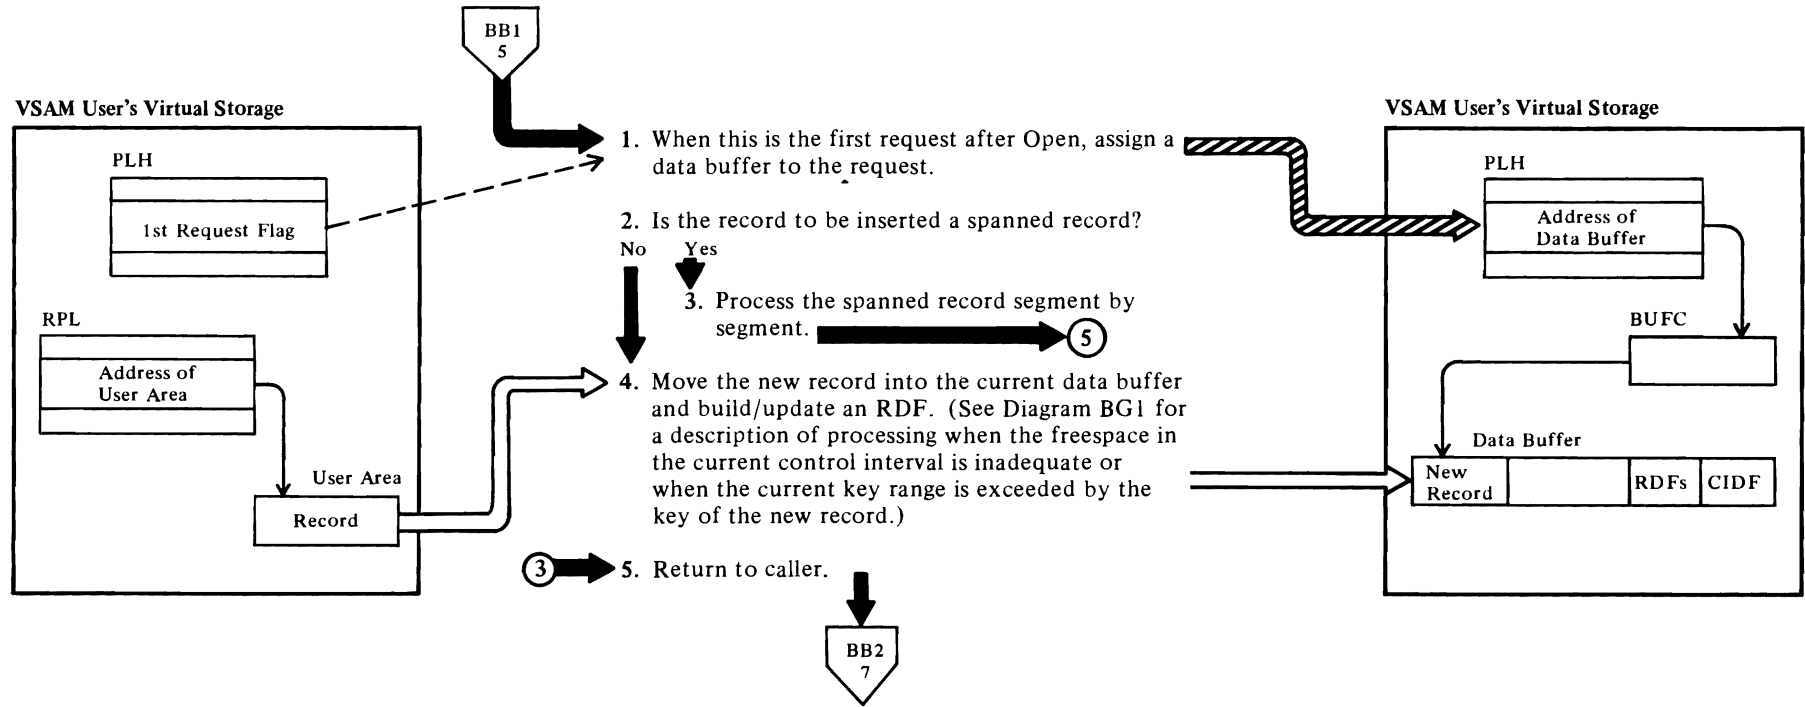 BB1
5
VSAM User's Virtual Storage
PLH
1st Request Flag
RPL
Address of
User Area
User Area
Record
1. When this is the first request after Open, assign a
data buffer to the request.
2. Is the record to be inserted a spanned record?
No Yes
3. Process the spanned record segment by
segment.
5
4. Move the new record into the current data buffer
and build/update an RDF. (See Diagram BG1 for
a description of processing when the freespace in
the current control interval is inadequate or
when the current key range is exceeded by the
key of the new record.)
3
5. Return to caller.
BB2
7
VSAM User's Virtual Storage
PLH
Address of
Data Buffer
BUFC
Data Buffer
New
Record
RDFs
CIDF